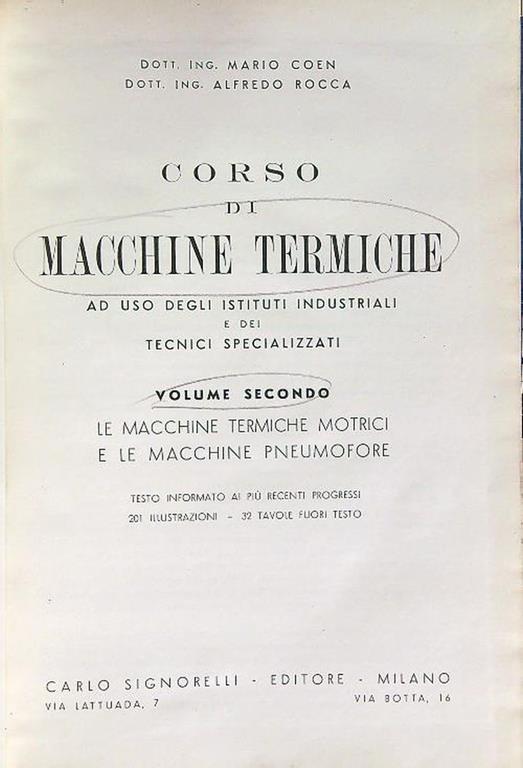 DOTT. ING. MARIO COEN
DOTT. ING. ALFREDO ROCCA
CORSO
DI
MACCHINE TERMICHE
AD USO DEGLI ISTITUTI INDUSTRIALI
E DEI
TECNICI SPECIALIZZATI
VOLUME SECONDO
LE MACCHINE TERMICHE MOTRICI
E LE MACCHINE PNEUMOFORE
TESTO INFORMATO AI PIÙ RECENTI PROGRESSI
201 ILLUSTRAZIONI - 32 TAVOLE FUORI TESTO
CARLO SIGNORELLI - EDITORE - MILANO
VIA LATTUADA, 7 VIA BOTTA, 16